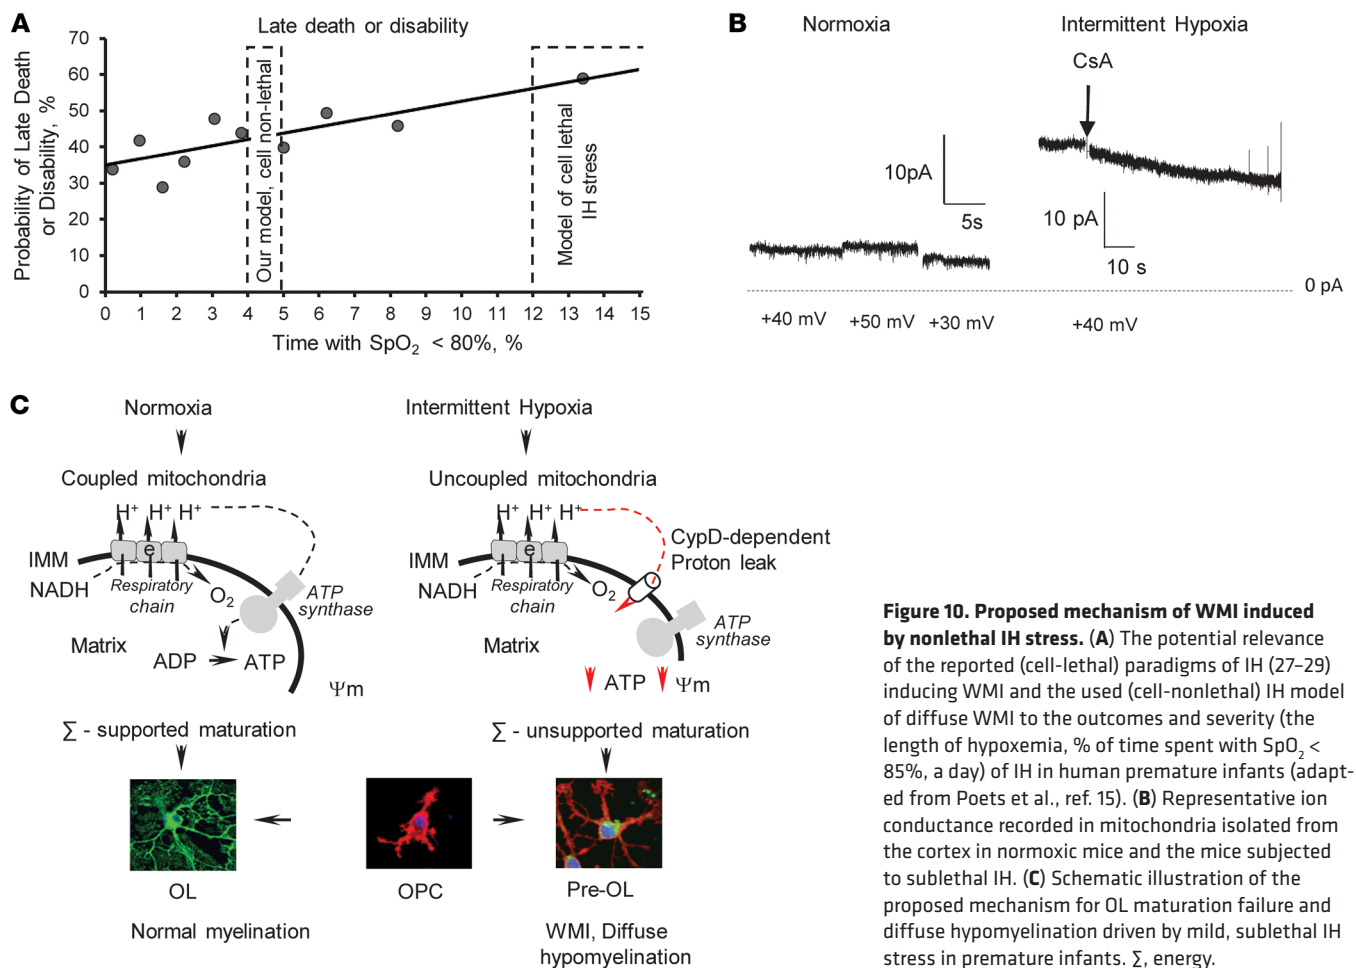 A
Late death or disability
Probability of Late Death
or Disability, %
70
60
50
40
30
20
10
0
Our model, cell non-lethal
Model of cell lethal
IH stress
0 1 2 3 4 5 6 7 8 9 10 11 12 13 14 15
Time with SpO₂ < 80%, %
B
Normoxia
Intermittent Hypoxia
CsA
10pA
5s
10 pA
10 s
0 pA
+40 mV +50 mV +30 mV
+40 mV
C
Normoxia
Coupled mitochondria
H⁺ H⁺ H⁺
e
IMM
NADH
Respiratory
chain
O₂
ATP
synthase
Matrix
ADP ATP
Ψm
∑ - supported maturation
OL
Normal myelination
OPC
Intermittent Hypoxia
Uncoupled mitochondria
H⁺ H⁺ H⁺
CypD-dependent
Proton leak
e
IMM
NADH
Respiratory
chain
O₂
ATP
synthase
Matrix
ATP Ψm
∑ - unsupported maturation
Pre-OL
WMI, Diffuse
hypomyelination
Figure 10. Proposed mechanism of WMI induced
by nonlethal IH stress. (A) The potential relevance
of the reported (cell-lethal) paradigms of IH (27–29)
inducing WMI and the used (cell-nonlethal) IH model
of diffuse WMI to the outcomes and severity (the
length of hypoxemia, % of time spent with SpO₂ <
85%, a day) of IH in human premature infants (adapt-
ed from Poets et al., ref. 15). (B) Representative ion
conductance recorded in mitochondria isolated from
the cortex in normoxic mice and the mice subjected
to sublethal IH. (C) Schematic illustration of the
proposed mechanism for OL maturation failure and
diffuse hypomyelination driven by mild, sublethal IH
stress in premature infants. ∑, energy.